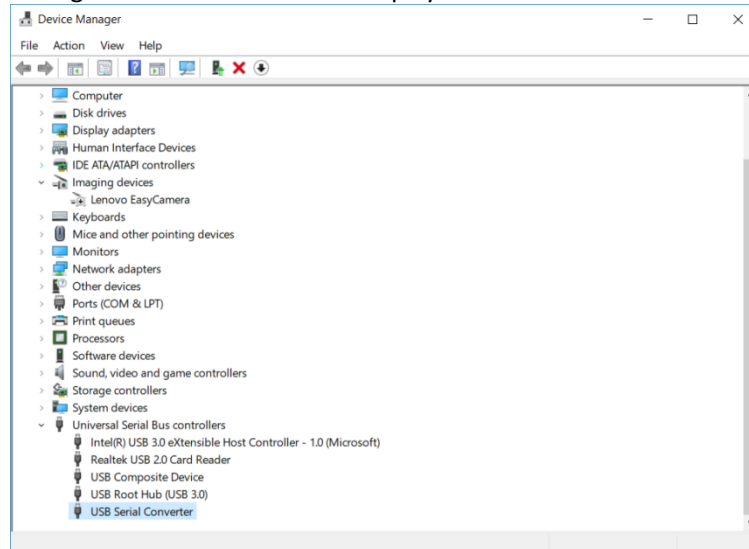 Device Manager
File Action View Help
Computer
Disk drives
Display adapters
Human Interface Devices
IDE ATA/ATAPI controllers
Imaging devices
Lenovo EasyCamera
Keyboards
Mice and other pointing devices
Monitors
Network adapters
Other devices
Ports (COM & LPT)
Print queues
Processors
Software devices
Sound, video and game controllers
Storage controllers
System devices
Universal Serial Bus controllers
Intel(R) USB 3.0 eXtensible Host Controller - 1.0 (Microsoft)
Realtek USB 2.0 Card Reader
USB Composite Device
USB Root Hub (USB 3.0)
USB Serial Converter